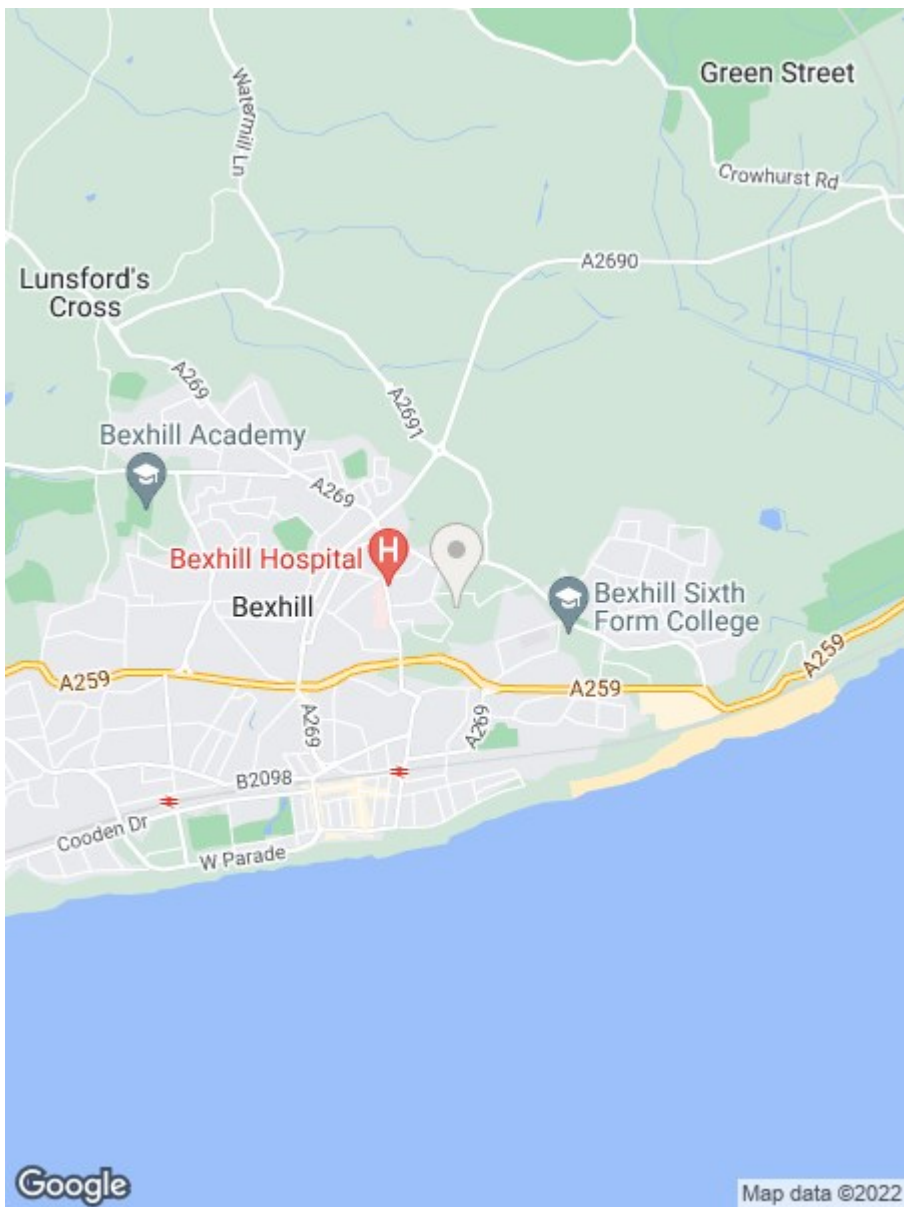 Green Street
Watermill Ln
Crowhurst Rd
A2690
Lunsford's
Cross
A269
A2691
Bexhill Academy
A269
Bexhill Hospital
H
Bexhill
Bexhill Sixth
Form College
A259
A259
A259
A269
A269
B2098
Cooden Dr
W Parade
Google
Map data ©2022